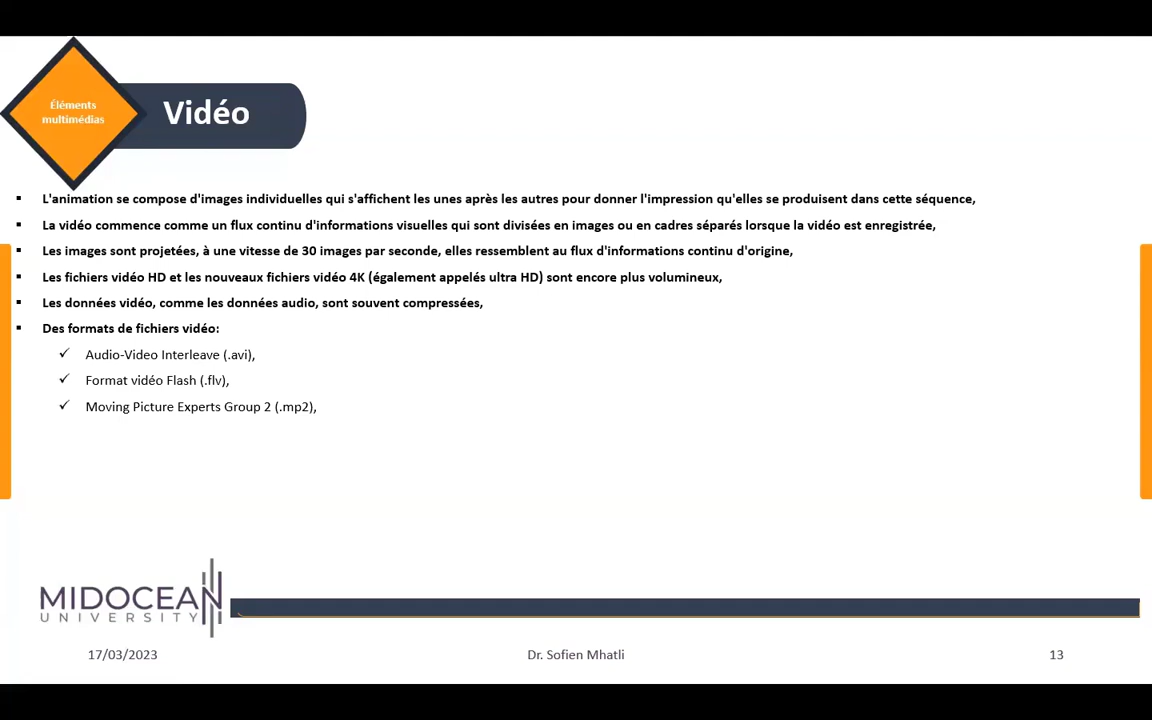 Éléments
multimédias
Vidéo
▪ L'animation se compose d'images individuelles qui s'affichent les unes après les autres pour donner l'impression qu'elles se produisent dans cette séquence,
▪ La vidéo commence comme un flux continu d'informations visuelles qui sont divisées en images ou en cadres séparés lorsque la vidéo est enregistrée,
▪ Les images sont projetées, à une vitesse de 30 images par seconde, elles ressemblent au flux d'informations continu d'origine,
▪ Les fichiers vidéo HD et les nouveaux fichiers vidéo 4K (également appelés ultra HD) sont encore plus volumineux,
▪ Les données vidéo, comme les données audio, sont souvent compressées,
▪ Des formats de fichiers vidéo:
✓ Audio-Video Interleave (.avi),
✓ Format vidéo Flash (.flv),
✓ Moving Picture Experts Group 2 (.mp2),
MIDOCEAN
UNIVERSITY
17/03/2023 Dr. Sofien Mhatli 13